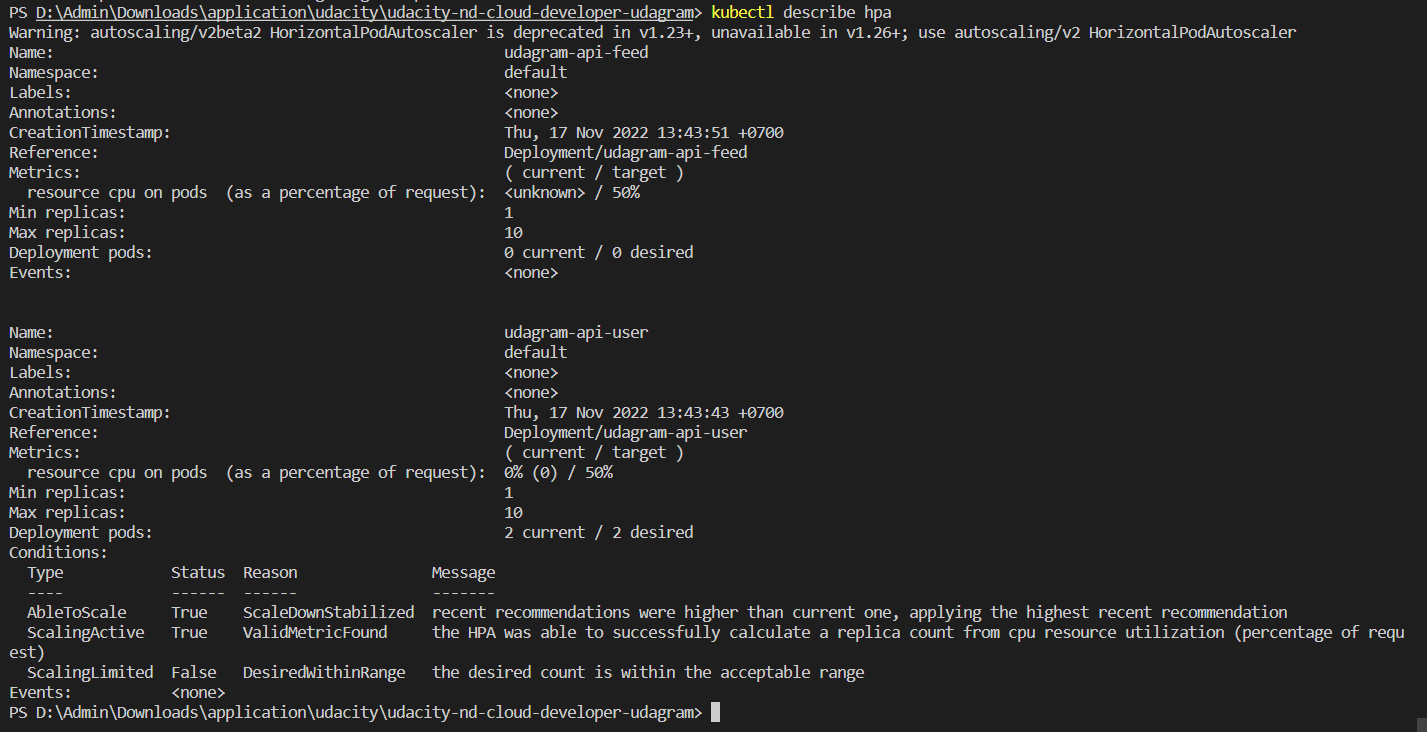 PS D:\Admin\Downloads\application\udacity\udacity-nd-cloud-developer-udagram> kubectl describe hpa
Warning: autoscaling/v2beta2 HorizontalPodAutoscaler is deprecated in v1.23+, unavailable in v1.26+; use autoscaling/v2 HorizontalPodAutoscaler
Name: udagram-api-feed
Namespace: default
Labels: <none>
Annotations: <none>
CreationTimestamp: Thu, 17 Nov 2022 13:43:51 +0700
Reference: Deployment/udagram-api-feed
Metrics: ( current / target )
resource cpu on pods (as a percentage of request): <unknown> / 50%
Min replicas: 1
Max replicas: 10
Deployment pods: 0 current / 0 desired
Events: <none>
Name: udagram-api-user
Namespace: default
Labels: <none>
Annotations: <none>
CreationTimestamp: Thu, 17 Nov 2022 13:43:43 +0700
Reference: Deployment/udagram-api-user
Metrics: ( current / target )
resource cpu on pods (as a percentage of request): 0% (0) / 50%
Min replicas: 1
Max replicas: 10
Deployment pods: 2 current / 2 desired
Conditions:
Type Status Reason Message
---- ------ ------ -------
AbleToScale True ScaleDownStabilized recent recommendations were higher than current one, applying the highest recent recommendation
ScalingActive True ValidMetricFound the HPA was able to successfully calculate a replica count from cpu resource utilization (percentage of requ
est)
ScalingLimited False DesiredWithinRange the desired count is within the acceptable range
Events: <none>
PS D:\Admin\Downloads\application\udacity\udacity-nd-cloud-developer-udagram>